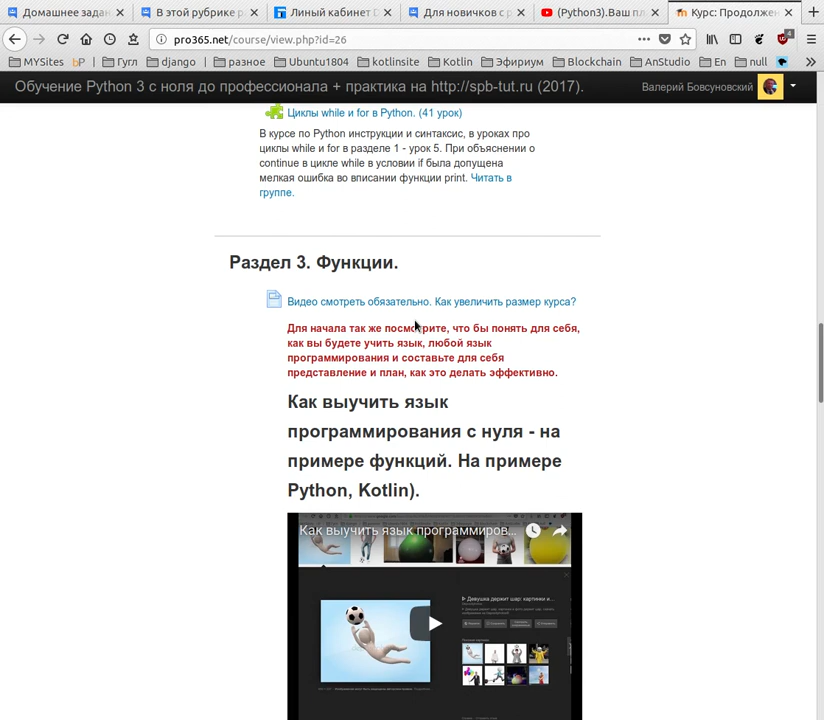 Домашнее задан
В этой рубрике р
Линый кабинет D
Для новичков с р
(Python3).Ваш п
Курс: Продолжен
pro365.net/course/view.php?id=26
4
MYSites
bP
Гугл
django
разное
Ubuntu1804
kotlinsite
Kotlin
Эфириум
Blockchain
AnStudio
En
null
Обучение Python 3 с ноля до профессионала + практика на http://spb-tut.ru (2017).
Валерий Бовсуновский
Циклы while и for в Python. (41 урок)
В курсе по Python инструкции и синтаксис, в уроках про
циклы while и for в разделе 1 - урок 5. При объяснении о
continue в цикле while в условии if была допущена
мелкая ошибка во вписании функции print. Читать в
группе.
Раздел 3. Функции.
Видео смотреть обязательно. Как увеличить размер курса?
Для начала так же посмотрите, что бы понять для себя,
как вы будете учить язык, любой язык
программирования и составьте для себя
представление и план, как это делать эффективно.
Как выучить язык
программирования с нуля - на
примере функций. На примере
Python, Kotlin).
Как выучить язык программиров...
Девушка держит шар: картинки и...